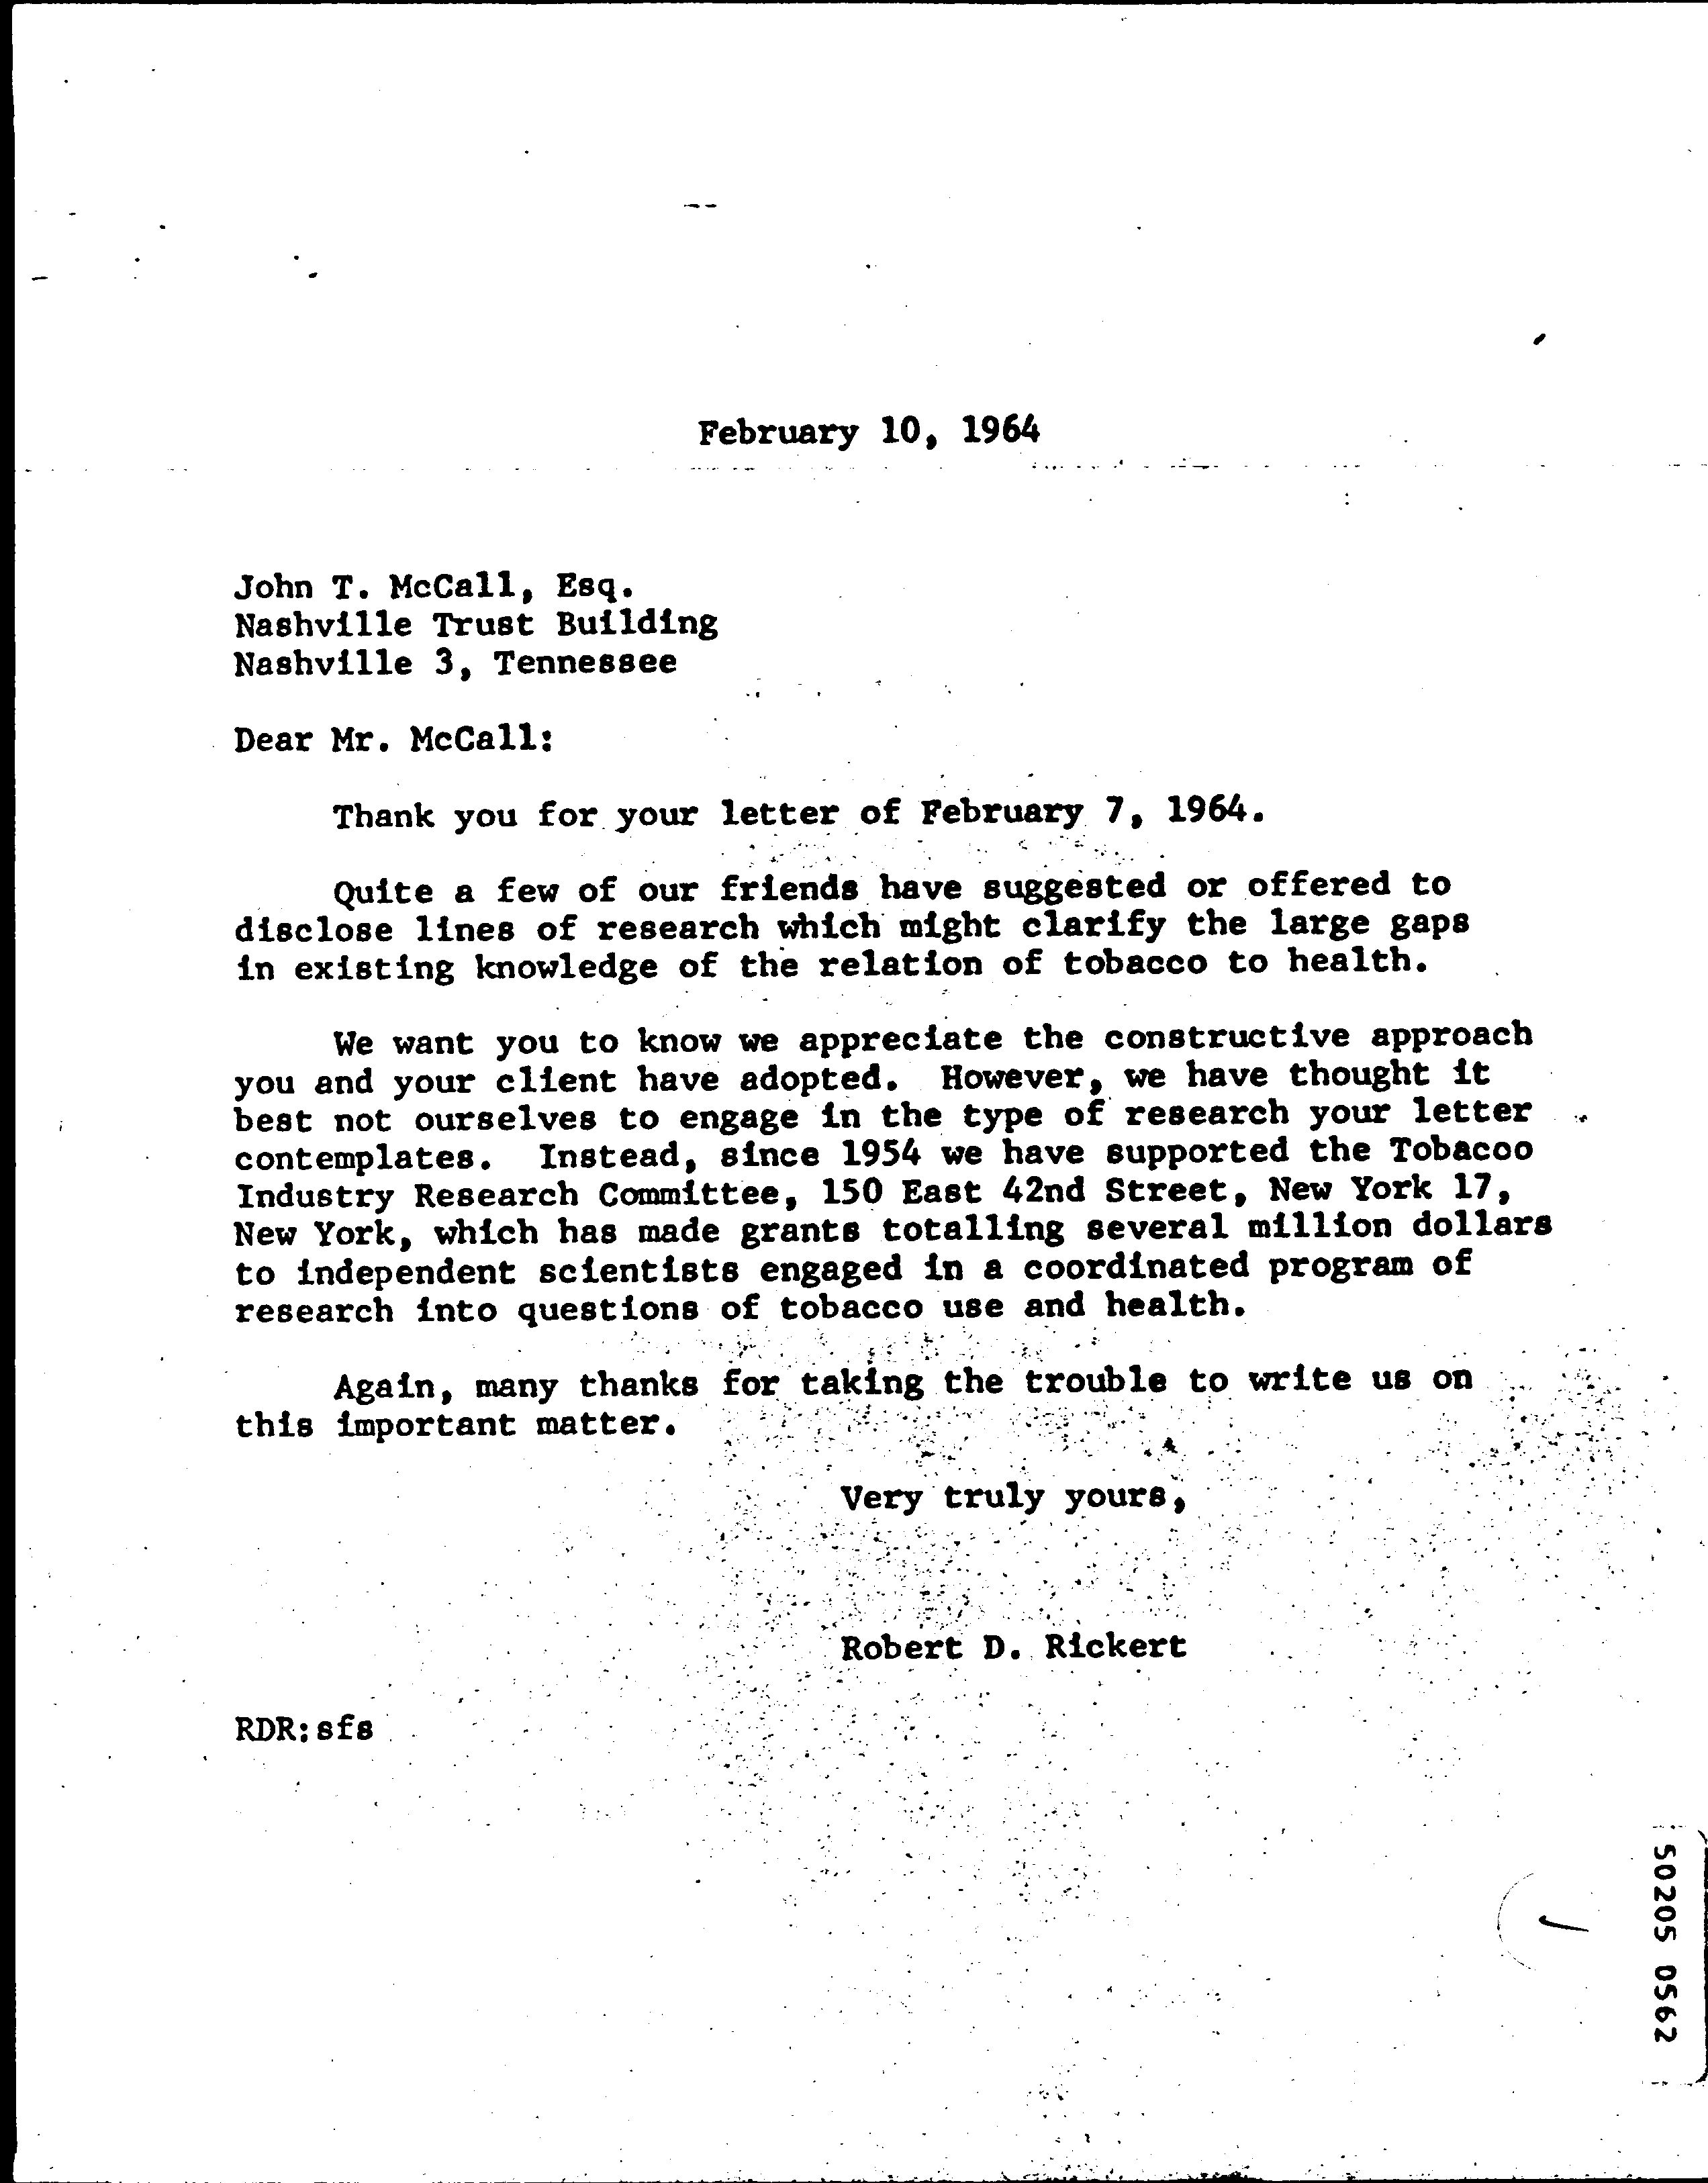 February 10, 1964
John T. McCall, Esq.
Nashville Trust Building
Nashville 3, Tennessee
Dear Mr. McCall:
Thank you for your letter of February 7, 1964.
Quite a few of our friends have suggested or offered to
disclose lines of research which might clarify the large gaps
in existing knowledge of the relation of tobacco to health.
We want you to know we appreciate the constructive approach
you and your client have adopted. However, we have thought it
best not ourselves to engage in the type of research your letter
contemplates. Instead, since 1954 we have supported the Tobacoo
Industry Research Committee, 150 East 42nd Street, New York 17,
New York, which has made grants totalling several million dollars
to independent scientists engaged in a coordinated program of
research into questions of tobacco use and health.
Again, many thanks for taking the trouble to write us on
this important matter.
Very truly yours,
Robert D. Rickert
RDR:sfs
50205 0562